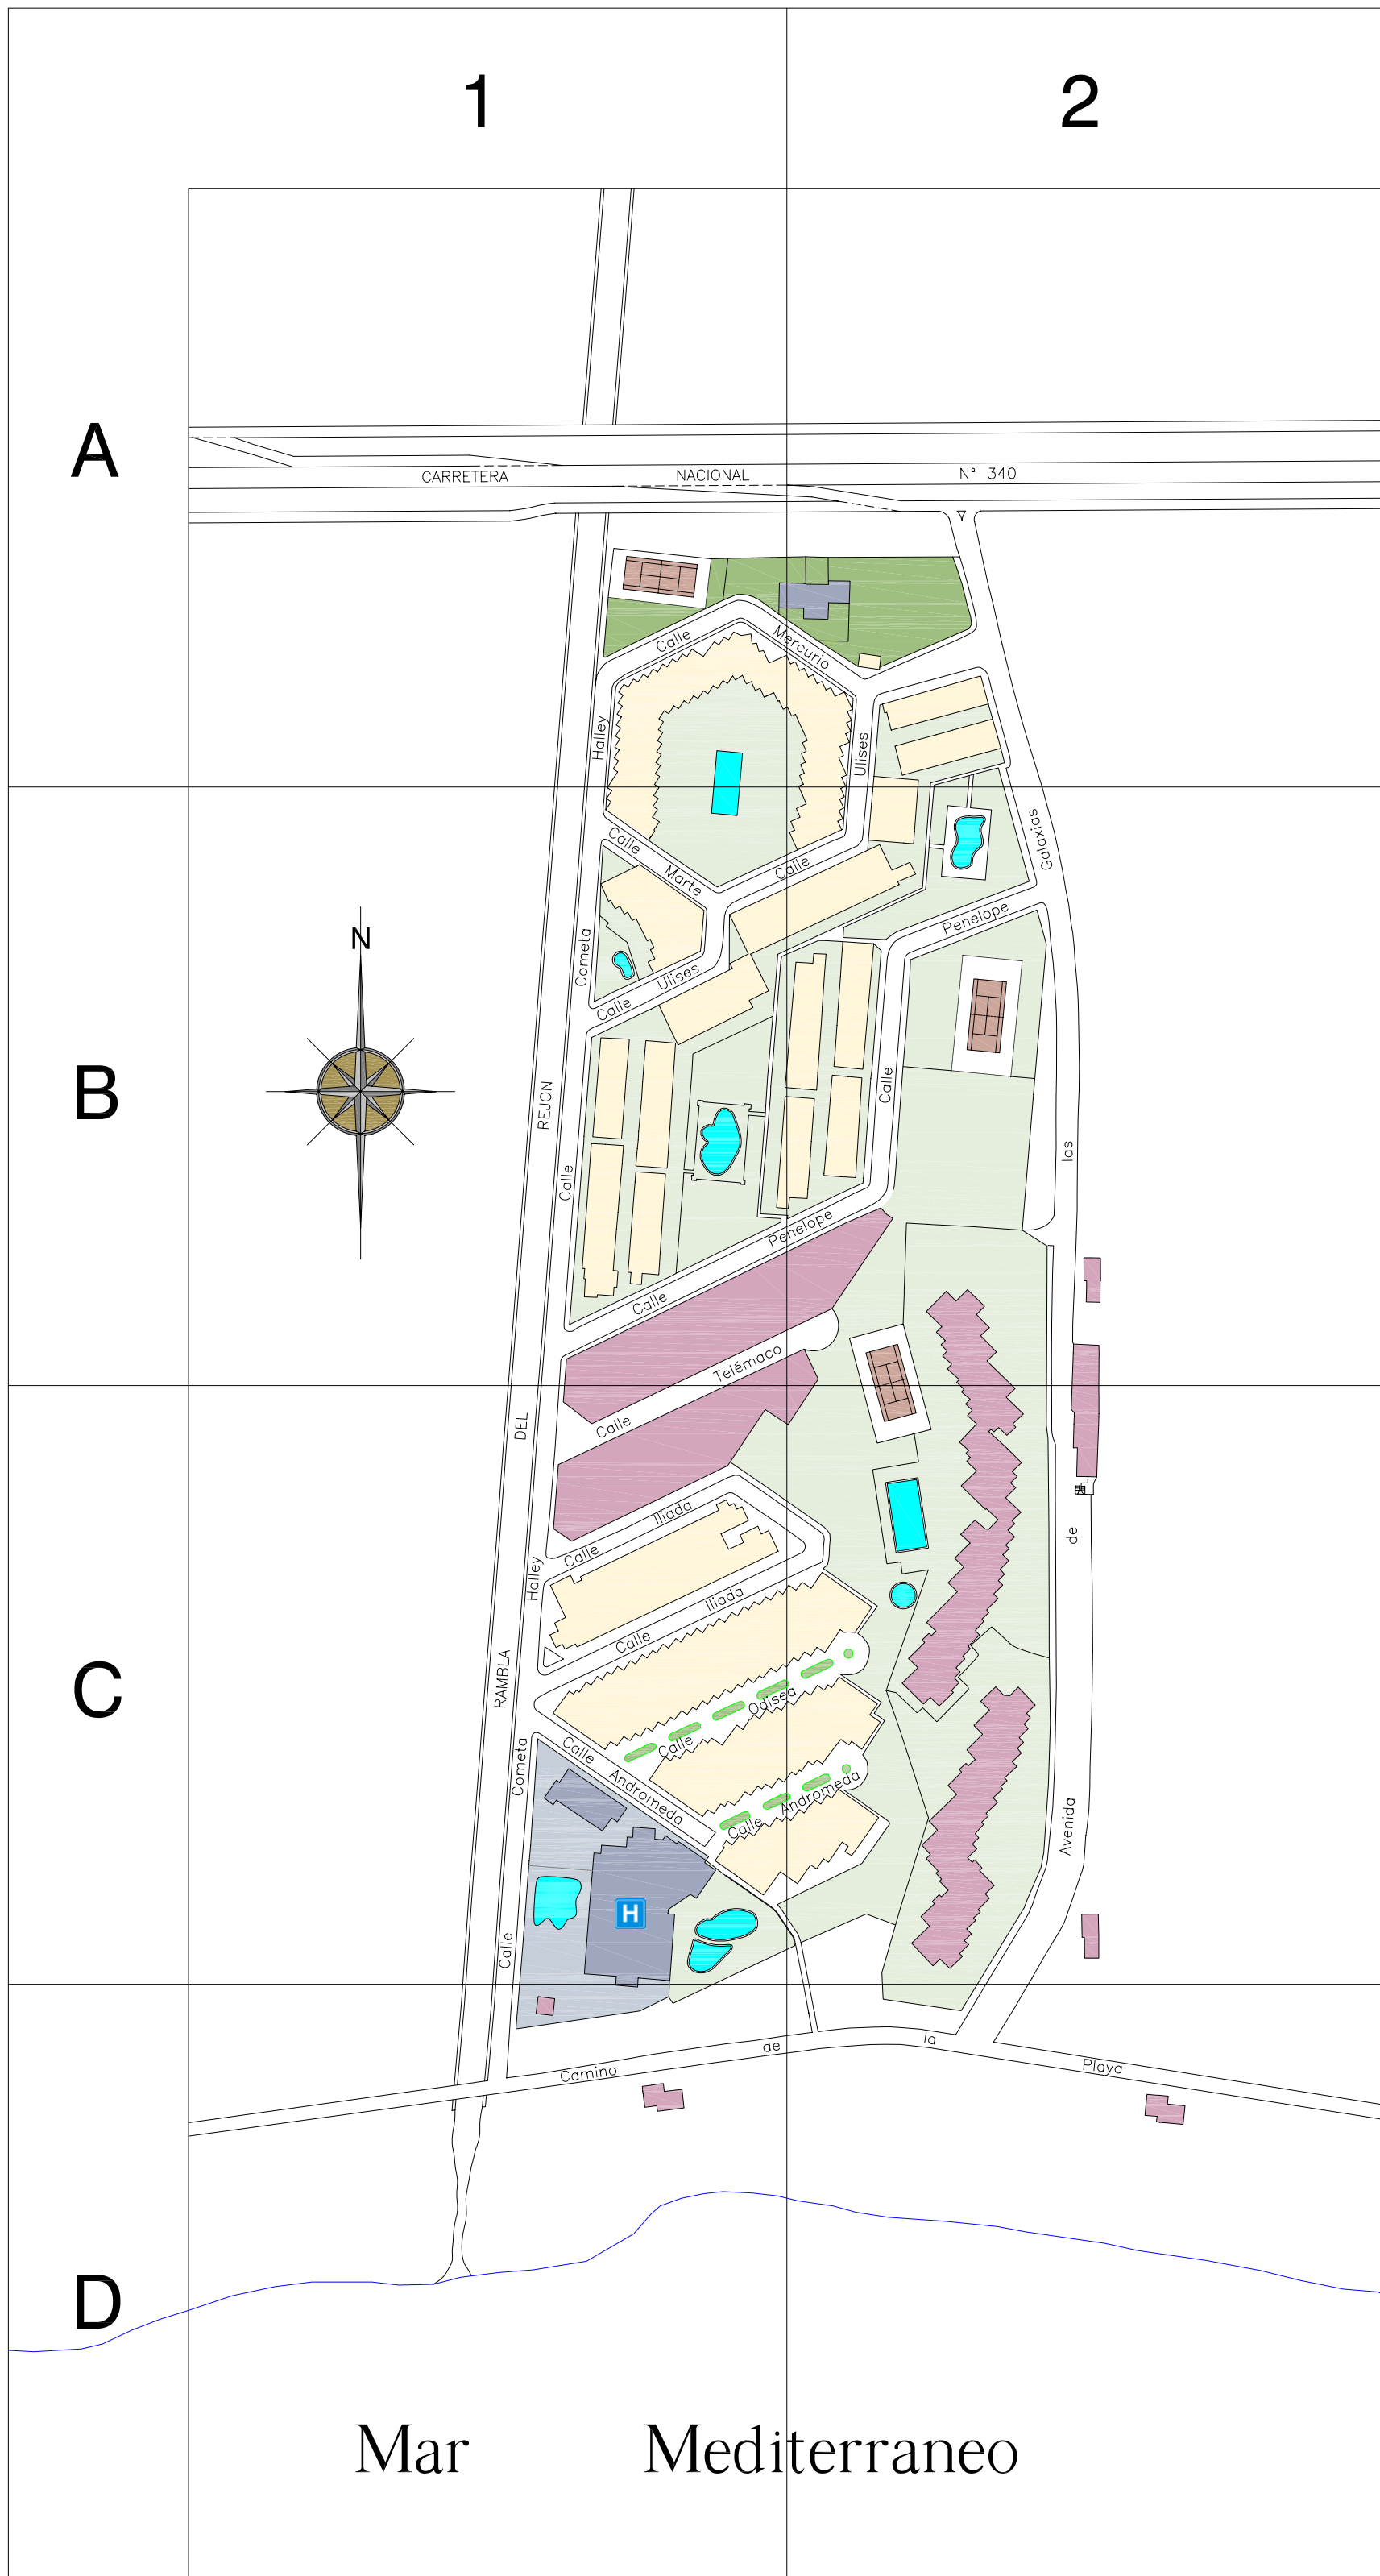 1
2
A
CARRETERA NACIONAL N° 340
Calle Mercurio
Halley
Ulises
Galaxias
Calle Marte
Calle
Penelope
N
Cometa
Calle Ulises
B
REJON
Calle
las
Calle
Calle Penelope
Calle Telémaco
DEL
Calle Iliada
de
Halley
Calle Iliada
C
RAMBLA
Calle Odisea
Cometa
Calle Andromeda
Calle Andromeda
Avenida
H
Calle
Camino de la Playa
D
Mar Mediterraneo